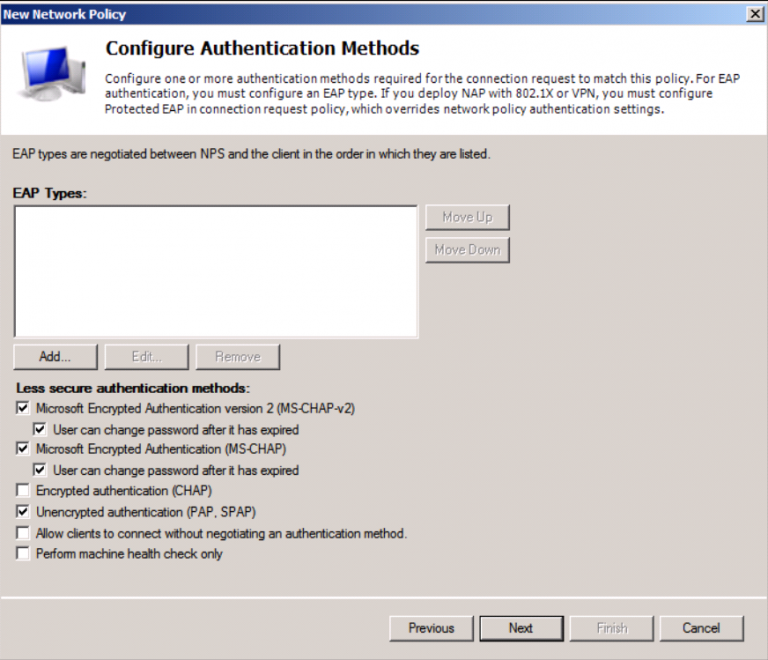 New Network Policy
Configure Authentication Methods
Configure one or more authentication methods required for the connection request to match this policy. For EAP
authentication, you must configure an EAP type. If you deploy NAP with 802.1X or VPN, you must configure
Protected EAP in connection request policy, which overrides network policy authentication settings.
EAP types are negotiated between NPS and the client in the order in which they are listed.
EAP Types:
Move Up
Move Down
Add...
Edit...
Remove
Less secure authentication methods:
Microsoft Encrypted Authentication version 2 (MS-CHAP-v2)
User can change password after it has expired
Microsoft Encrypted Authentication (MS-CHAP)
User can change password after it has expired
Encrypted authentication (CHAP)
Unencrypted authentication (PAP, SPAP)
Allow clients to connect without negotiating an authentication method.
Perform machine health check only
Previous
Next
Finish
Cancel